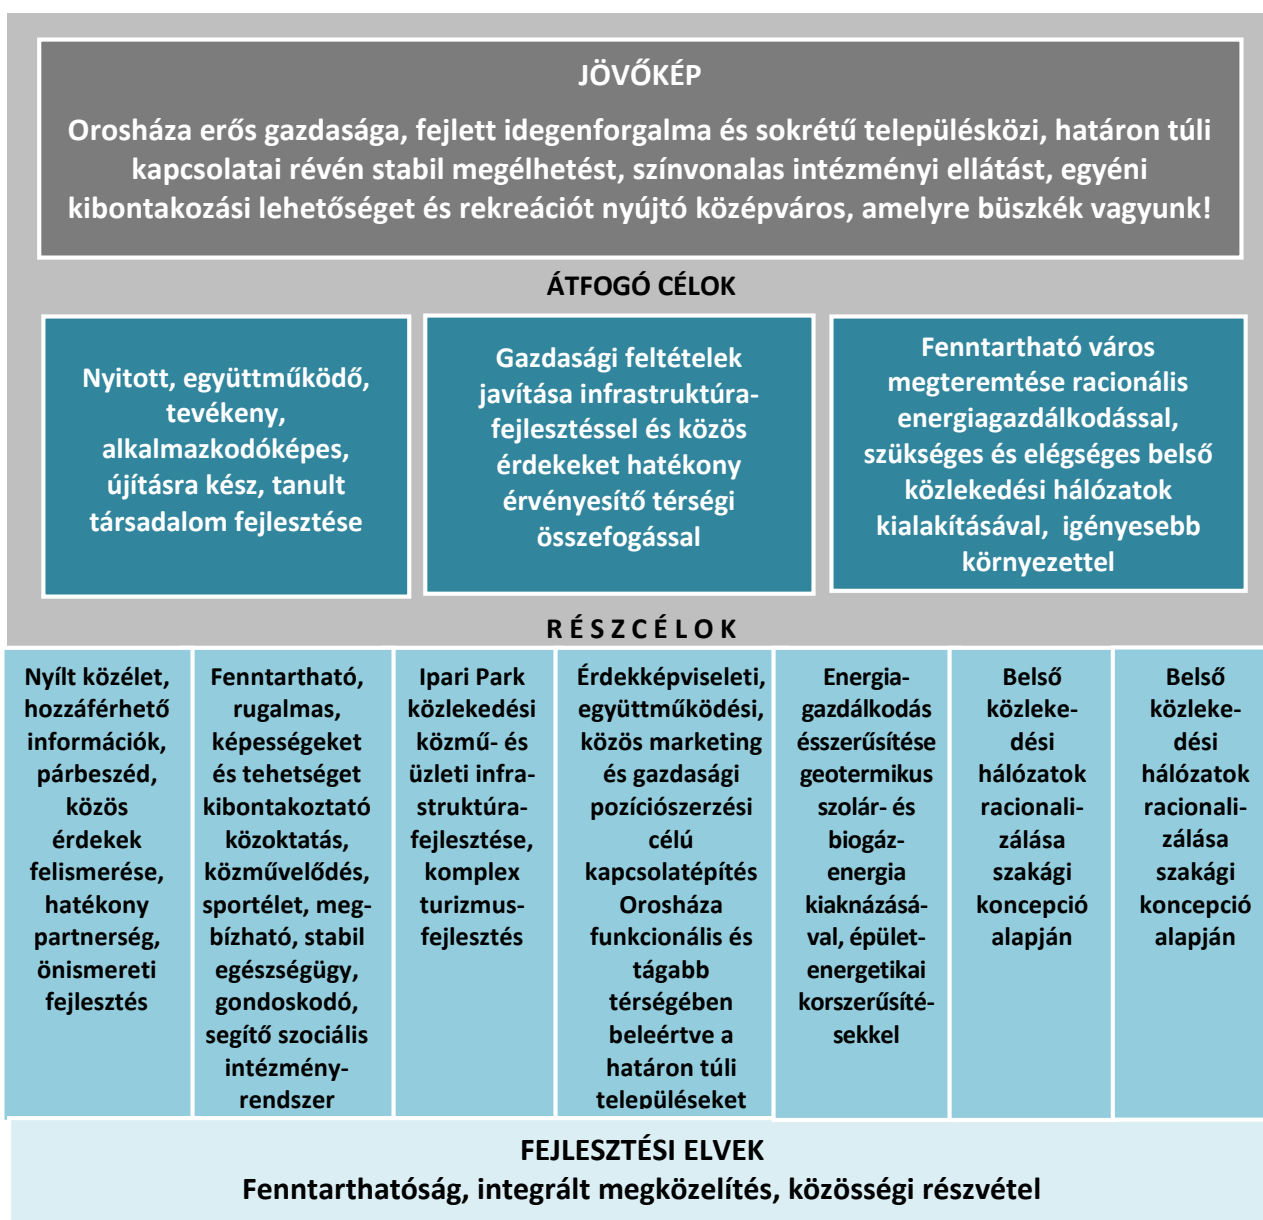 JÖVŐKÉP
Orosháza erős gazdasága, fejlett idegenforgalma és sokrétű településközi, határon túli
kapcsolatai révén stabil megélhetést, színvonalas intézményi ellátást, egyéni
kibontakozási lehetőséget és rekreációt nyújtó középváros, amelyre büszkék vagyunk!
ÁTFOGÓ CÉLOK
Nyitott, együttműködő,
tevékeny,
alkalmazkodóképes,
újításra kész, tanult
társadalom fejlesztése
Gazdasági feltételek
javítása infrastruktúra-
fejlesztéssel és közös
érdekeket hatékony
érvényesítő térségi
összefogással
Fenntartható város
megteremtése racionális
energiagazdálkodással,
szükséges és elégséges belső
közlekedési hálózatok
kialakításával, igényesebb
környezettel
RÉSZCÉLOK
Nyílt közélet,
hozzáférhető
információk,
párbeszéd,
közös
érdekek
felismerése,
hatékony
partnerség,
önismereti
fejlesztés
Fenntartható,
rugalmas,
képességeket
és tehetséget
kibontakoztató
közoktatás,
közművelődés,
sportélet, meg-
bízható, stabil
egészségügy,
gondoskodó,
segítő szociális
intézmény-
rendszer
Ipari Park
közlekedési
közmű- és
üzleti infra-
struktúra-
fejlesztése,
komplex
turizmus-
fejlesztés
Érdekképviseleti,
együttműködési,
közös marketing
és gazdasági
pozíciószerzési
célú
kapcsolatépítés
Orosháza
funkcionális és
tágabb
térségében
beleértve a
határon túli
településeket
Energia-
gazdálkodás
ésszerűsítése
geotermikus
szolár- és
biogáz-
energia
kiaknázásá-
val, épület-
energetikai
korszerűsíté-
sekkel
Belső
közleke-
dési
hálózatok
racionali-
zálása
szakági
koncepció
alapján
Belső
közleke-
dési
hálózatok
racionali-
zálása
szakági
koncepció
alapján
FEJLESZTÉSI ELVEK
Fenntarthatóság, integrált megközelítés, közösségi részvétel